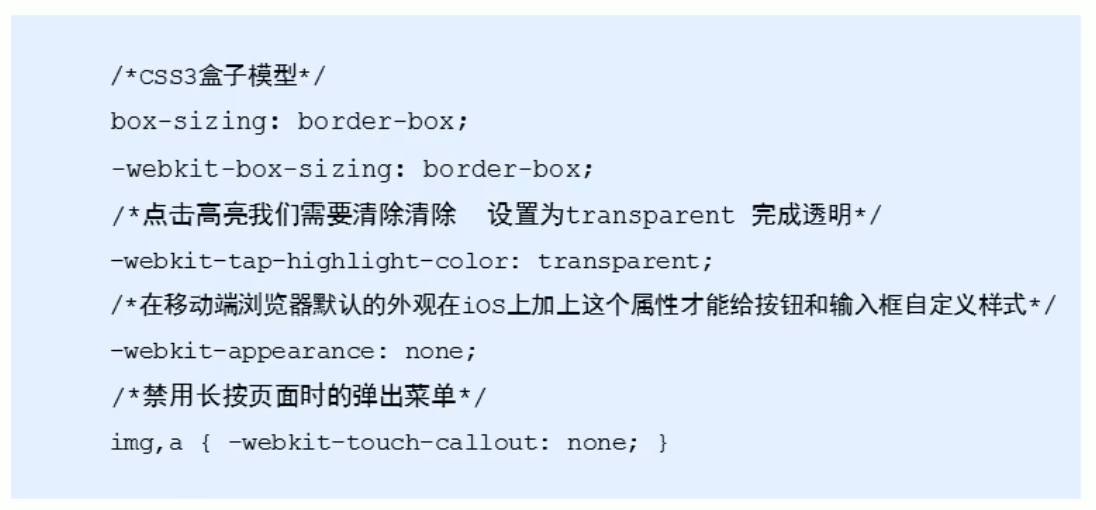 /*CSS3盒子模型*/
box-sizing: border-box;
-webkit-box-sizing: border-box;
/*点击高亮我们需要清除清除  设置为transparent 完成透明*/
-webkit-tap-highlight-color: transparent;
/*在移动端浏览器默认的外观在iOS上加上这个属性才能给按钮和输入框自定义样式*/
-webkit-appearance: none;
/*禁用长按页面时的弹出菜单*/
img,a { -webkit-touch-callout: none; }